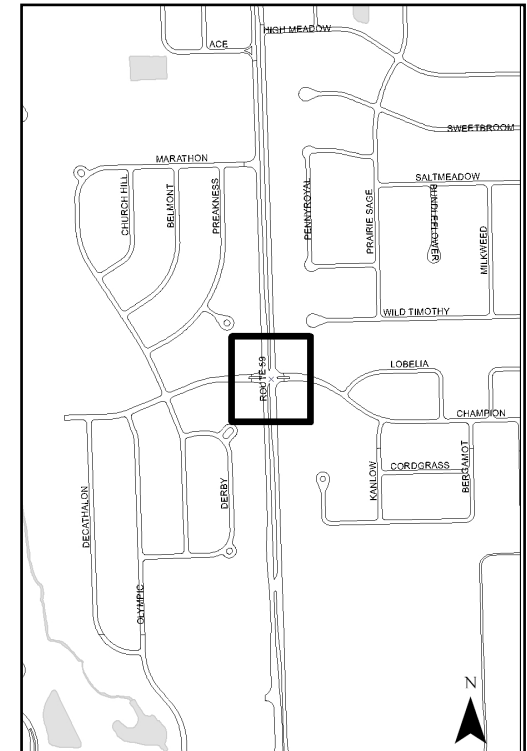 HIGH MEADOW
ACE
SWEETBROOM
MARATHON
SALTMEADOW
CHURCH HILL
BELMONT
PREAKNESS
PENNYROYAL
PRAIRIE SAGE
BUNDLEFLOWER
MILKWEED
WILD TIMOTHY
ROUTE 59
LOBELIA
CHAMPION
CORDGRASS
KANLOW
BERGAMOT
DERBY
DECATHALON
OLYMPIC
N